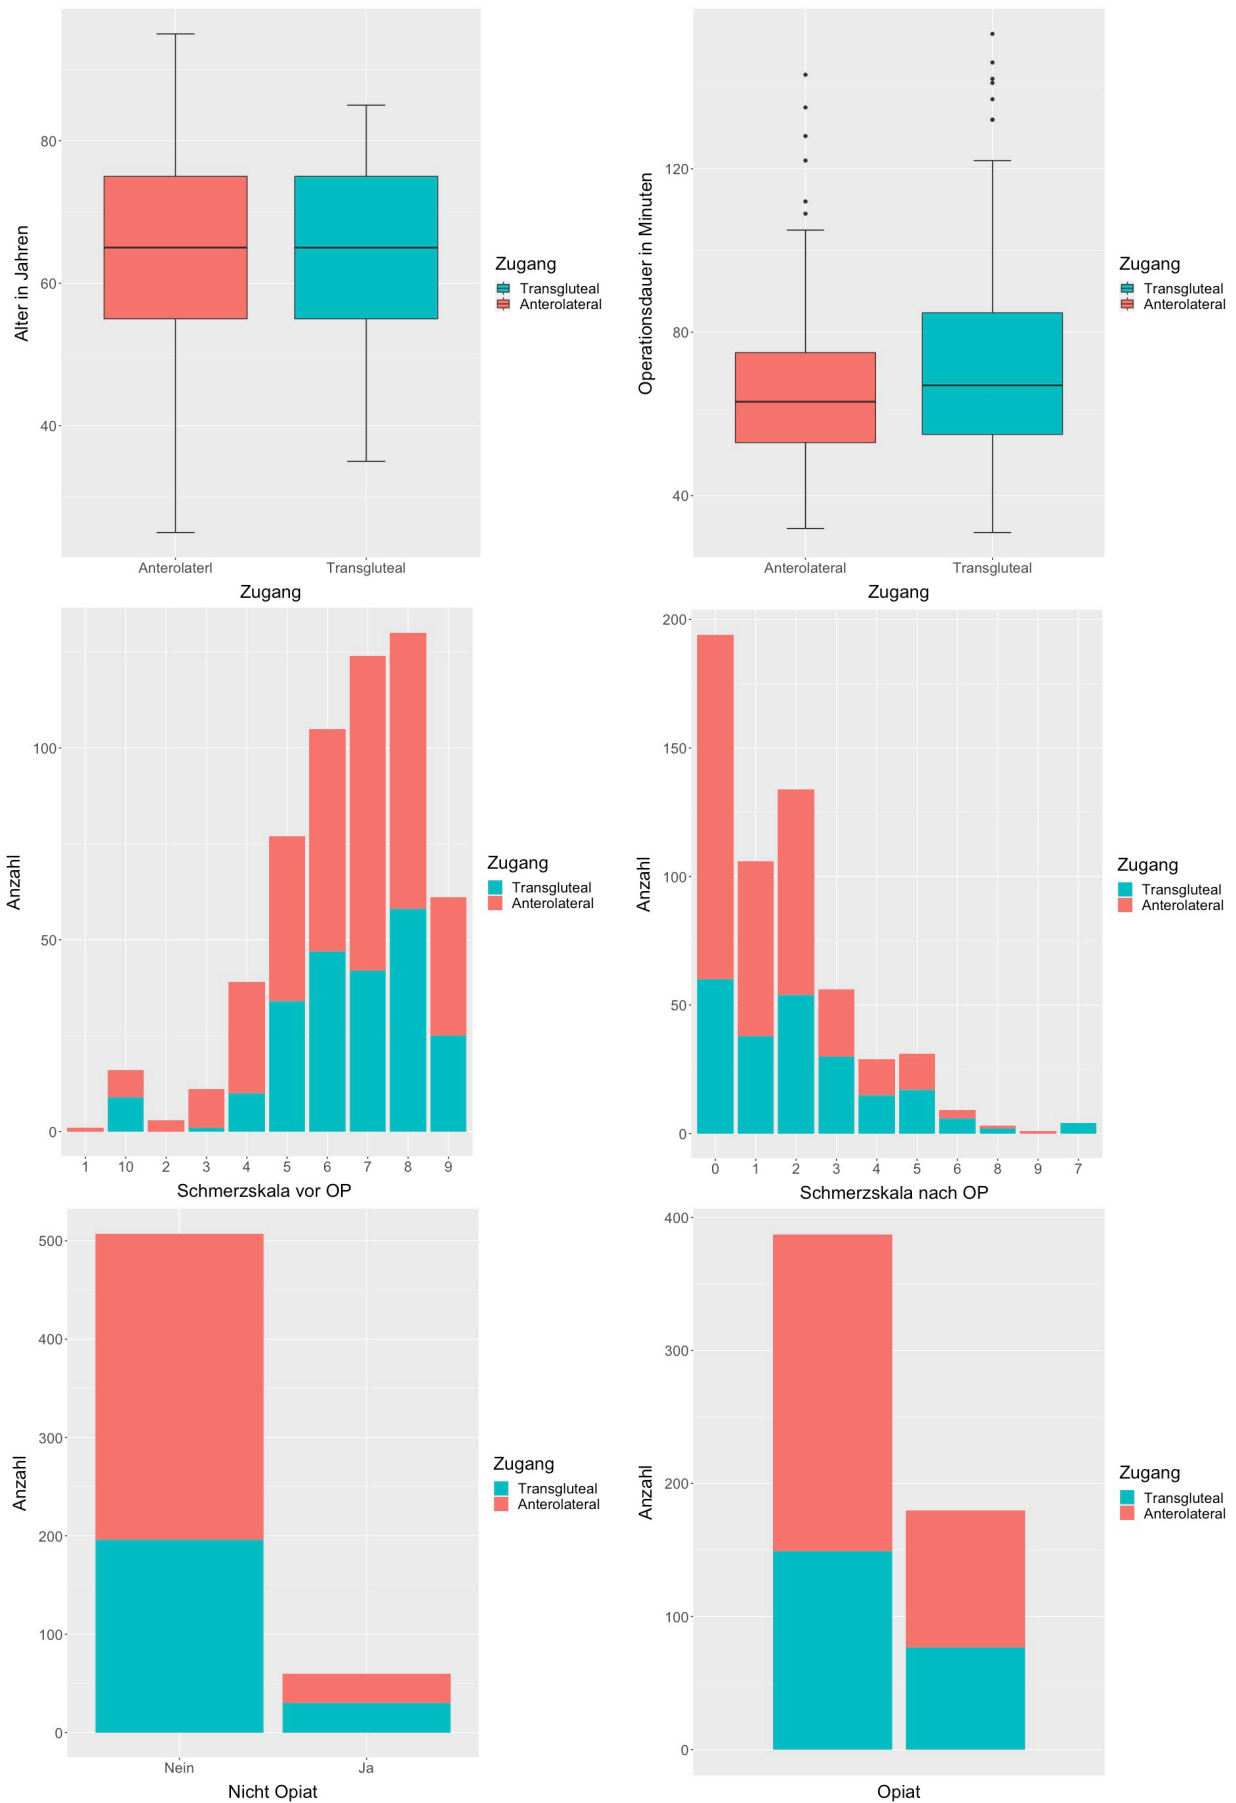 Alter in Jahren
80
60
40
Anterolaterl Transgluteal
Zugang
Zugang
Transgluteal
Anterolateral
Operationsdauer in Minuten
120
80
40
Anterolateral Transgluteal
Zugang
Zugang
Transgluteal
Anterolateral
Anzahl
100
50
0
1 10 2 3 4 5 6 7 8 9
Schmerzskala vor OP
Zugang
Transgluteal
Anterolateral
Anzahl
200
150
100
50
0
0 1 2 3 4 5 6 8 9 7
Schmerzskala nach OP
Zugang
Transgluteal
Anterolateral
Anzahl
500
400
300
200
100
0
Nein Ja
Nicht Opiat
Zugang
Transgluteal
Anterolateral
Anzahl
400
300
200
100
0
Opiat
Zugang
Transgluteal
Anterolateral